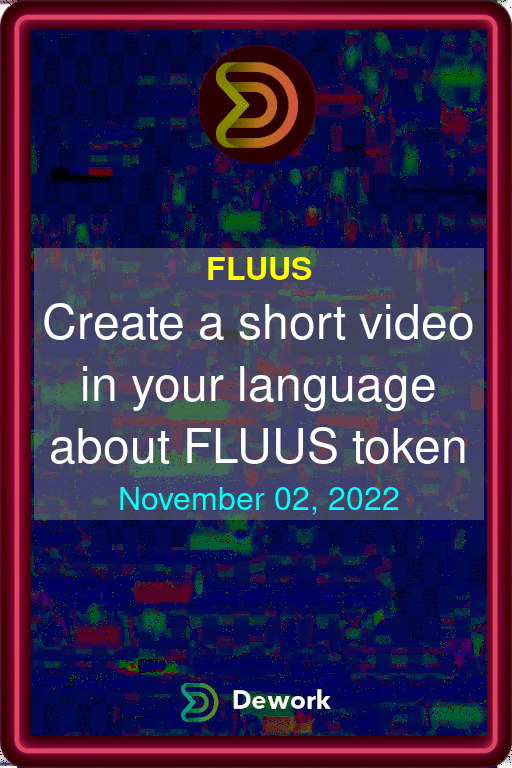 FLUUS
Create a short video
in your language
about FLUUS token
November 02, 2022
Dework